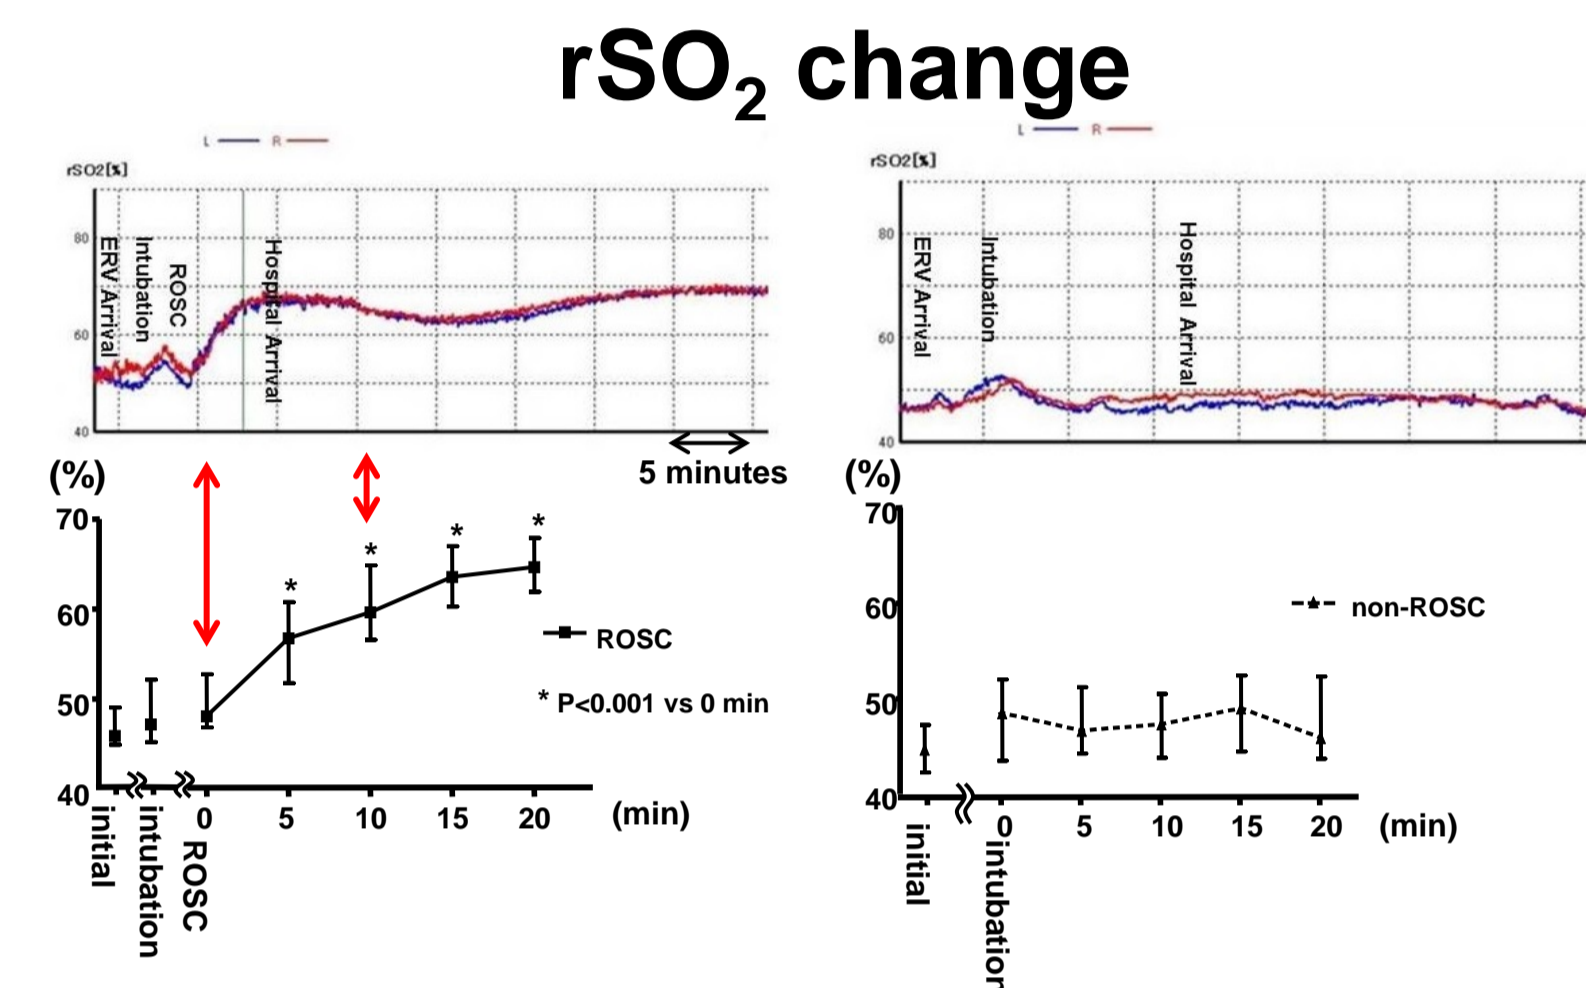 rSO₂ change
L R
rSO2[%]
80
60
40
ERV Arrival
Intubation
ROSC
Hospital Arrival
5 minutes
L R
rSO2[%]
80
60
40
ERV Arrival
Intubation
Hospital Arrival
(%)
70
60
50
40
* * * *
ROSC
* P<0.001 vs 0 min
initial
intubation
ROSC
0 5 10 15 20 (min)
(%)
70
60
50
40
non-ROSC
initial
intubation
0 5 10 15 20 (min)